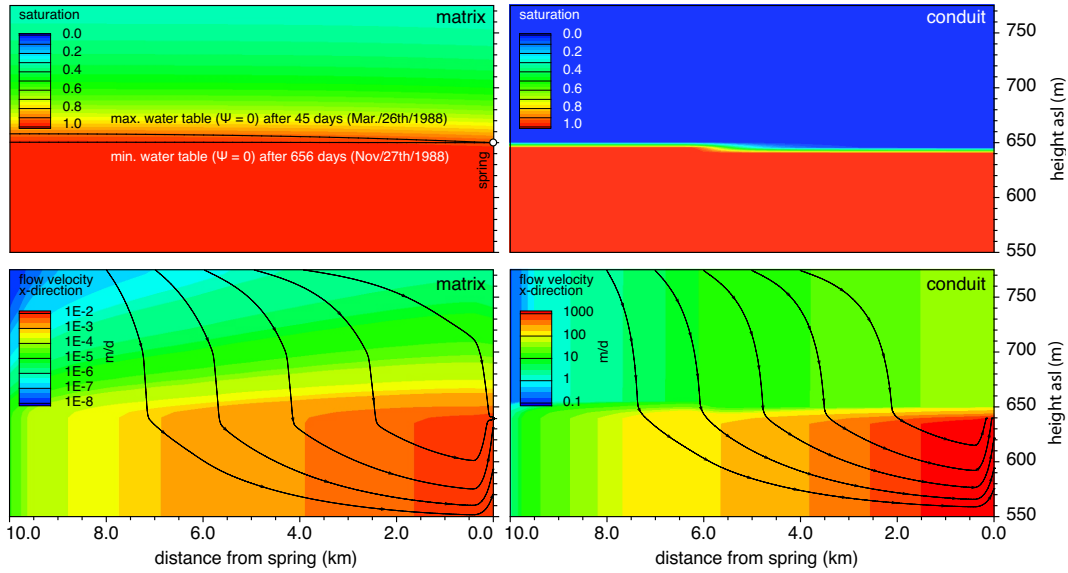 saturation
matrix
0.0
0.2
0.4
0.6
0.8
1.0
max. water table (Ψ = 0) after 45 days (Mar./26th/1988)
min. water table (Ψ = 0) after 656 days (Nov/27th/1988)
spring
saturation
conduit
0.0
0.2
0.4
0.6
0.8
1.0
750
700
650
600
550
height asl (m)
flow velocity
x-direction
matrix
1E-2
1E-3
1E-4
1E-5
1E-6
1E-7
1E-8
m/d
10.0
8.0
6.0
4.0
2.0
0.0
distance from spring (km)
flow velocity
x-direction
conduit
1000
100
10
1
0.1
m/d
750
700
650
600
550
height asl (m)
10.0
8.0
6.0
4.0
2.0
0.0
distance from spring (km)